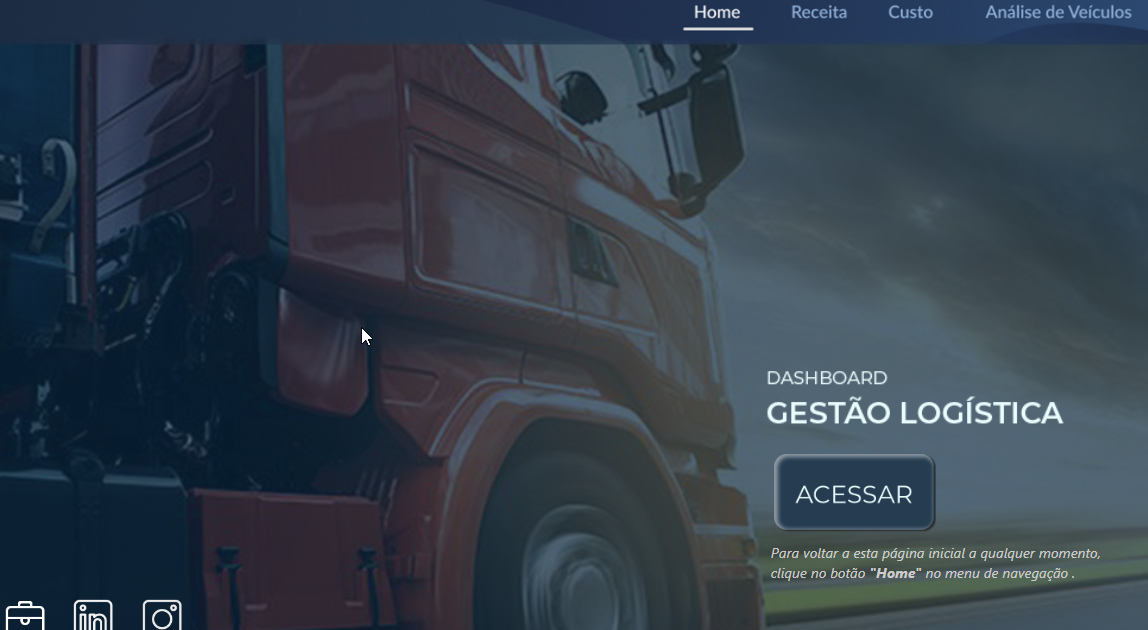 Home Receita Custo Análise de Veículos
DASHBOARD
GESTÃO LOGÍSTICA
ACESSAR
Para voltar a esta página inicial a qualquer momento,
clique no botão "Home" no menu de navegação .
in